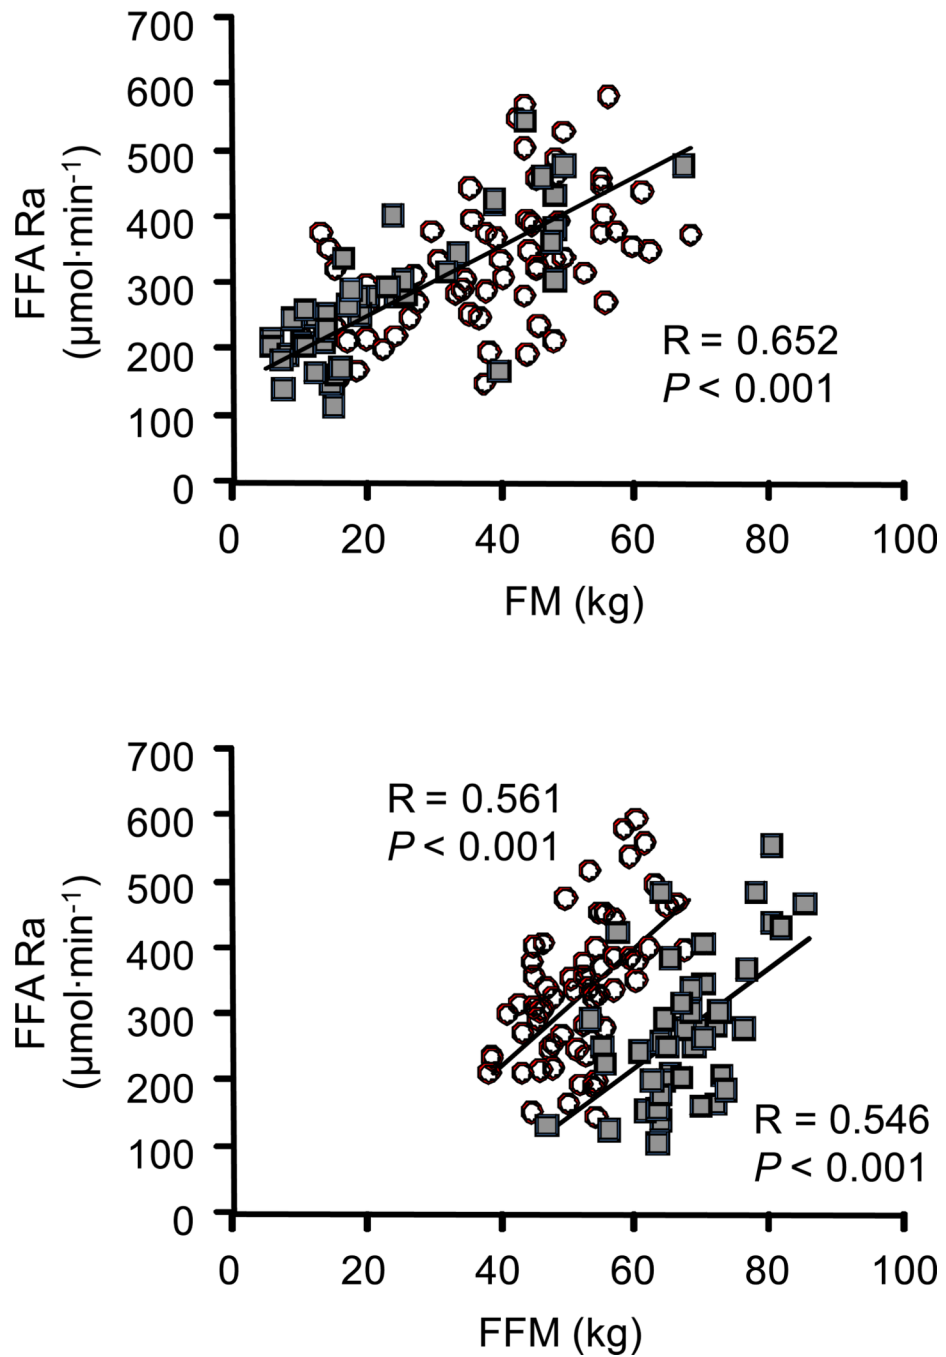 700
600
500
400
300
200
100
0
FFA Ra
(µmol·min-1)
R = 0.652
P < 0.001
0 20 40 60 80 100
FM (kg)
700
600
500
400
300
200
100
0
FFA Ra
(µmol·min-1)
R = 0.561
P < 0.001
R = 0.546
P < 0.001
0 20 40 60 80 100
FFM (kg)